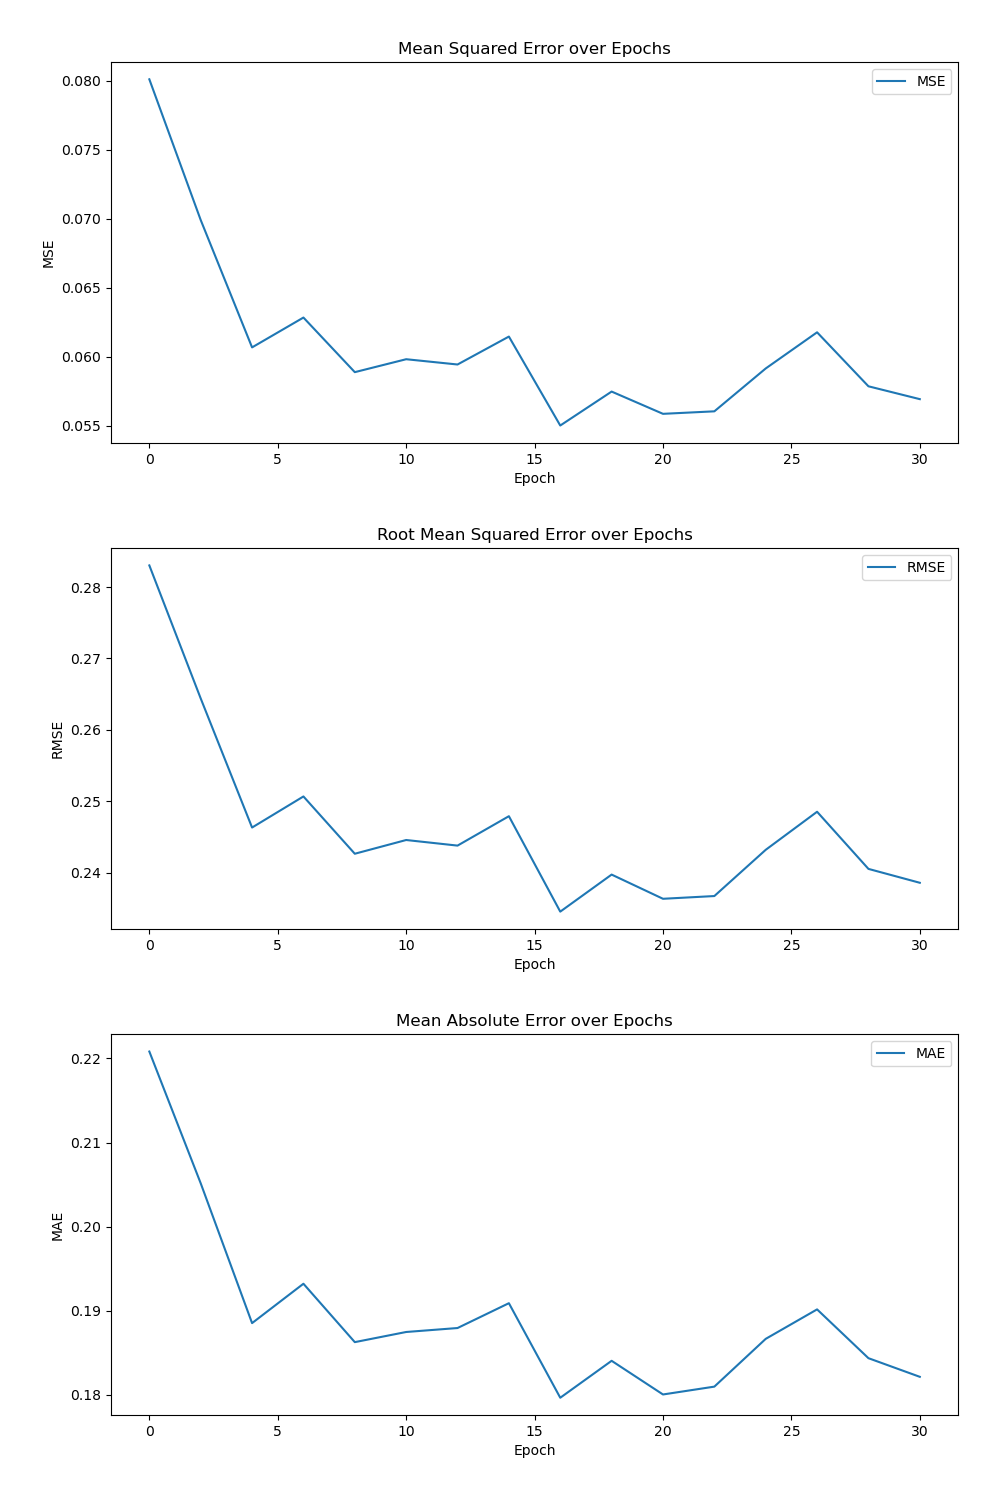 Mean Squared Error over Epochs
MSE
0.080
0.075
0.070
0.065
0.060
0.055
MSE
0 5 10 15 20 25 30
Epoch
Root Mean Squared Error over Epochs
RMSE
0.28
0.27
0.26
0.25
0.24
RMSE
0 5 10 15 20 25 30
Epoch
Mean Absolute Error over Epochs
MAE
0.22
0.21
0.20
0.19
0.18
MAE
0 5 10 15 20 25 30
Epoch